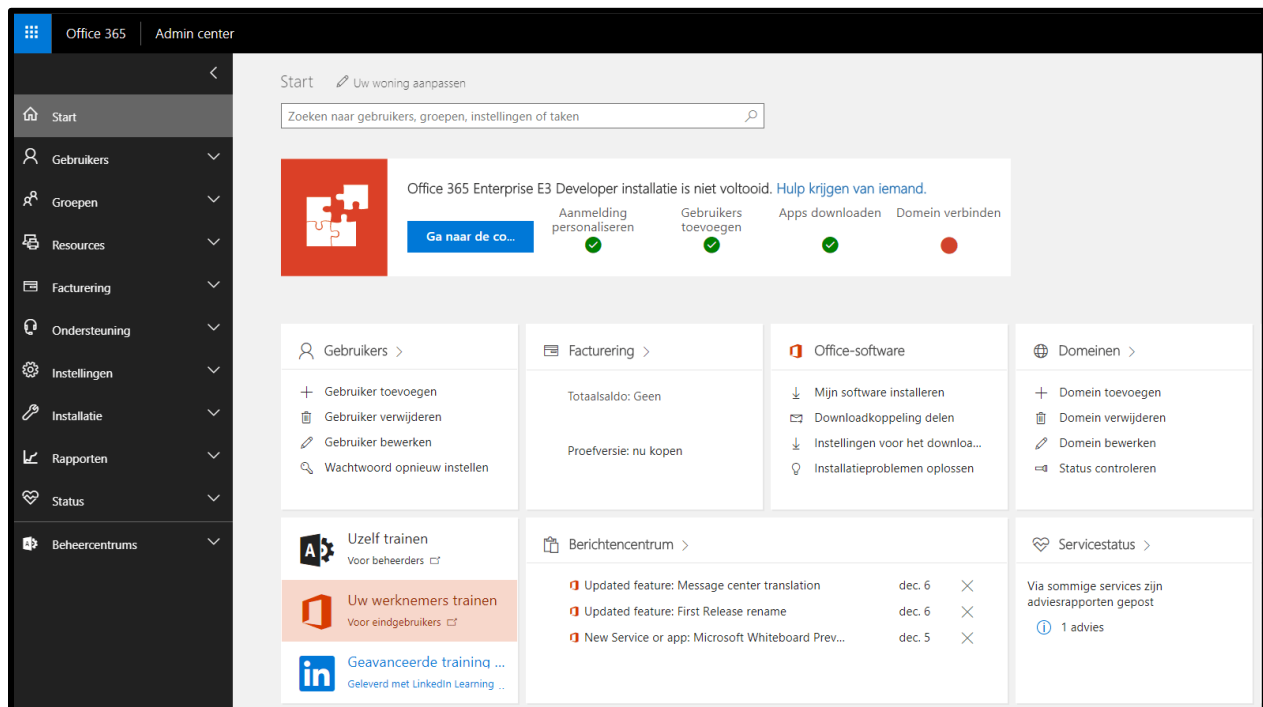 Office 365 Admin center
Start
Gebruikers
Groepen
Resources
Facturering
Ondersteuning
Instellingen
Installatie
Rapporten
Status
Beheercentrums
Start Uw woning aanpassen
Zoeken naar gebruikers, groepen, instellingen of taken
Office 365 Enterprise E3 Developer installatie is niet voltooid. Hulp krijgen van iemand.
Ga naar de co...
Aanmelding
personaliseren
Gebruikers
toevoegen
Apps downloaden
Domein verbinden
Gebruikers
Gebruiker toevoegen
Gebruiker verwijderen
Gebruiker bewerken
Wachtwoord opnieuw instellen
Facturering
Totaalsaldo: Geen
Proefversie: nu kopen
Office-software
Mijn software installeren
Downloadkoppeling delen
Instellingen voor het downloa...
Installatieproblemen oplossen
Domeinen
Domein toevoegen
Domein verwijderen
Domein bewerken
Status controleren
Uzelf trainen
Voor beheerders
Uw werknemers trainen
Voor eindgebruikers
Geavanceerde training ...
Geleverd met LinkedIn Learning ..
Berichtencentrum
Updated feature: Message center translation dec. 6
Updated feature: First Release rename dec. 6
New Service or app: Microsoft Whiteboard Prev... dec. 5
Servicestatus
Via sommige services zijn
adviesrapporten gepost
1 advies